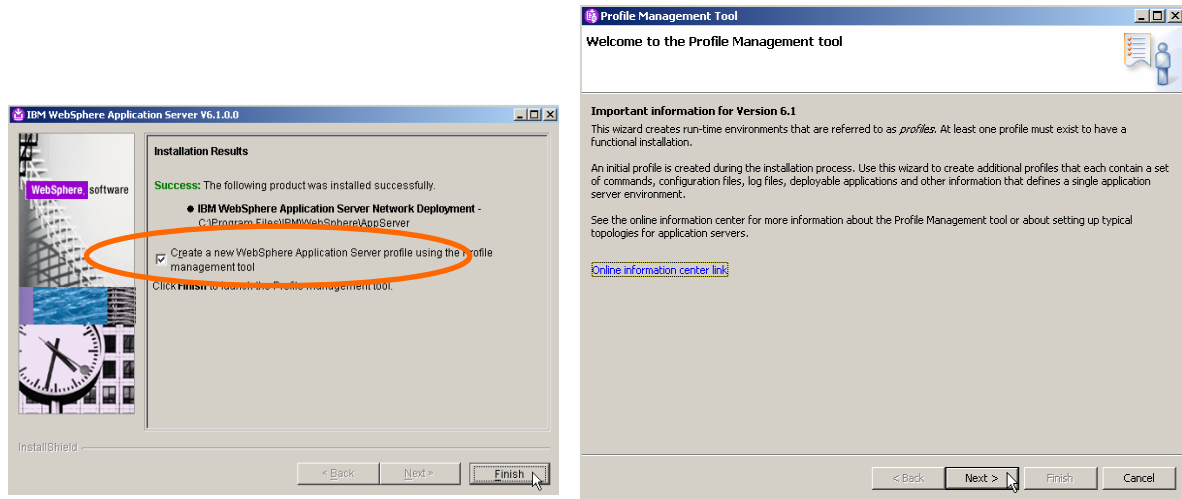 IBM WebSphere Application Server V6.1.0.0
WebSphere. software
Installation Results
Success: The following product was installed successfully.
IBM WebSphere Application Server Network Deployment -
C:\Program Files\IBM\WebSphere\AppServer
Create a new WebSphere Application Server profile using the Profile
management tool
Click Finish to launch the Profile management tool.
InstallShield
< Back
Next >
Finish
Profile Management Tool
Welcome to the Profile Management tool
Important information for Version 6.1
This wizard creates run-time environments that are referred to as profiles. At least one profile must exist to have a
functional installation.
An initial profile is created during the installation process. Use this wizard to create additional profiles that each contain a set
of commands, configuration files, log files, deployable applications and other information that defines a single application
server environment.
See the online information center for more information about the Profile Management tool or about setting up typical
topologies for application servers.
Online information center link
< Back
Next >
Finish
Cancel